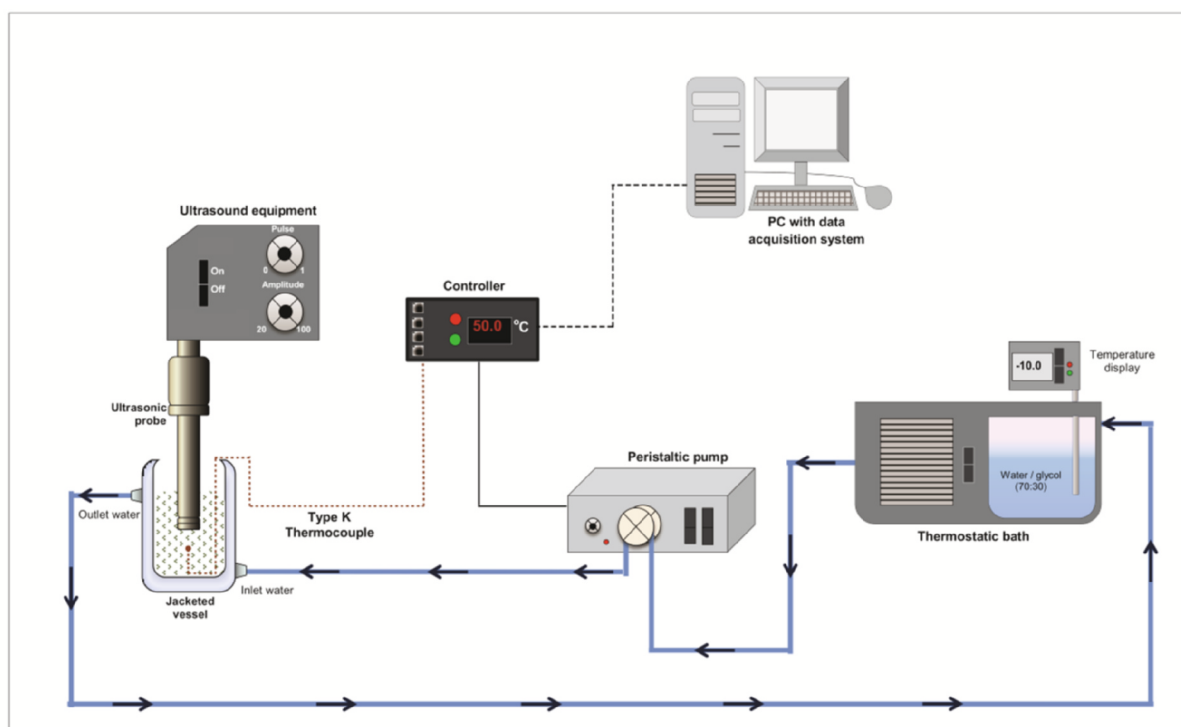 PC with data
acquisition system
Ultrasound equipment
Pulse
0 1
On
Off
Amplitude
20 100
Controller
50.0 °C
Temperature
display
-10.0
Ultrasonic
probe
Peristaltic pump
Water / glycol
(70:30)
Outlet water
Type K
Thermocouple
Thermostatic bath
Inlet water
Jacketed
vessel